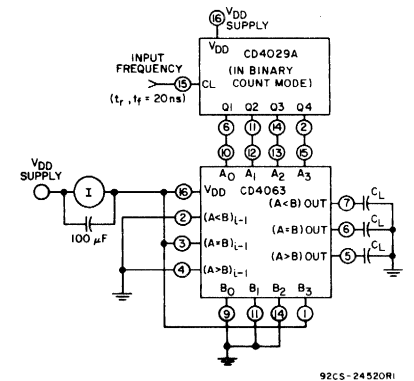 16 VDD
SUPPLY
VDD
INPUT
FREQUENCY
15 CL
(tr, tf = 20ns)
CD4029A
(IN BINARY
COUNT MODE)
Q1 Q2 Q3 Q4
6 11 14 2
10 12 13 15
A0 A1 A2 A3
CD4063
VDD
SUPPLY
I
100 μF
16 VDD
2 (A<B)i-1
3 (A=B)i-1
4 (A>B)i-1
(A<B) OUT 7 CL
(A=B) OUT 6 CL
(A>B) OUT 5 CL
B0 B1 B2 B3
9 11 14 1
92CS-24520R1